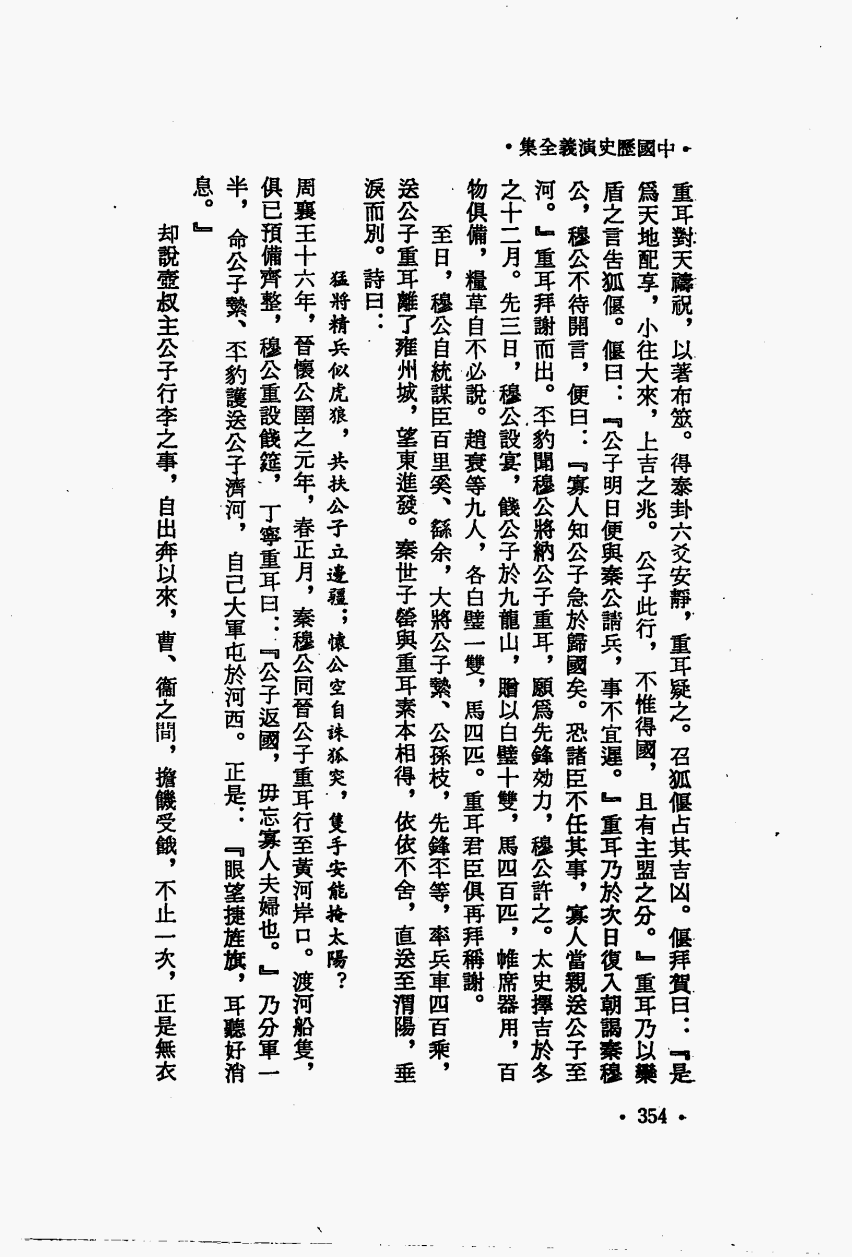 ·中國歷史演義全集·
重耳對天禱祝，以蓍布筮。得泰卦六爻安靜，重耳疑之。召狐偃占其吉凶。偃拜賀曰：『是
爲天地配享，小往大來，上吉之兆。公子此行，不惟得國，且有主盟之分。』重耳乃以欒
盾之言告狐偃。偃曰：『公子明日便與秦公請兵，事不宜遲。』重耳乃於次日復入朝謁秦穆
公，穆公不待開言，便曰：『寡人知公子急於歸國矣。恐諸臣不任其事，寡人當親送公子至
河。』重耳拜謝而出。丕豹聞穆公將納公子重耳，願爲先鋒効力，穆公許之。太史擇吉於冬
之十二月。先三日，穆公設宴，餞公子於九龍山，贈以白璧十雙，馬四百匹，帷席器用，百
物俱備，糧草自不必說。趙衰等九人，各白璧一雙，馬四匹。重耳君臣俱再拜稱謝。
至日，穆公自統謀臣百里奚、繇余，大將公子縶、公孫枝，先鋒丕等，率兵車四百乘，
送公子重耳離了雍州城，望東進發。秦世子罃與重耳素本相得，依依不舍，直送至渭陽，垂
淚而別。詩曰：
猛將精兵似虎狼，共扶公子立邊疆；懷公空自誅狐突，隻手安能掩太陽？
周襄王十六年，晉懷公圉之元年，春正月，秦穆公同晉公子重耳行至黃河岸口。渡河船隻，
俱已預備齊整，穆公重設餞筵，丁寧重耳曰：『公子返國，毋忘寡人夫婦也。』乃分軍一
半，命公子縶、丕豹護送公子濟河，自己大軍屯於河西。正是：『眼望捷旌旗，耳聽好消
息。』
却說壺叔主公子行李之事，自出奔以來，曹、衞之間，擔饑受餓，不止一次，正是無衣
·354·